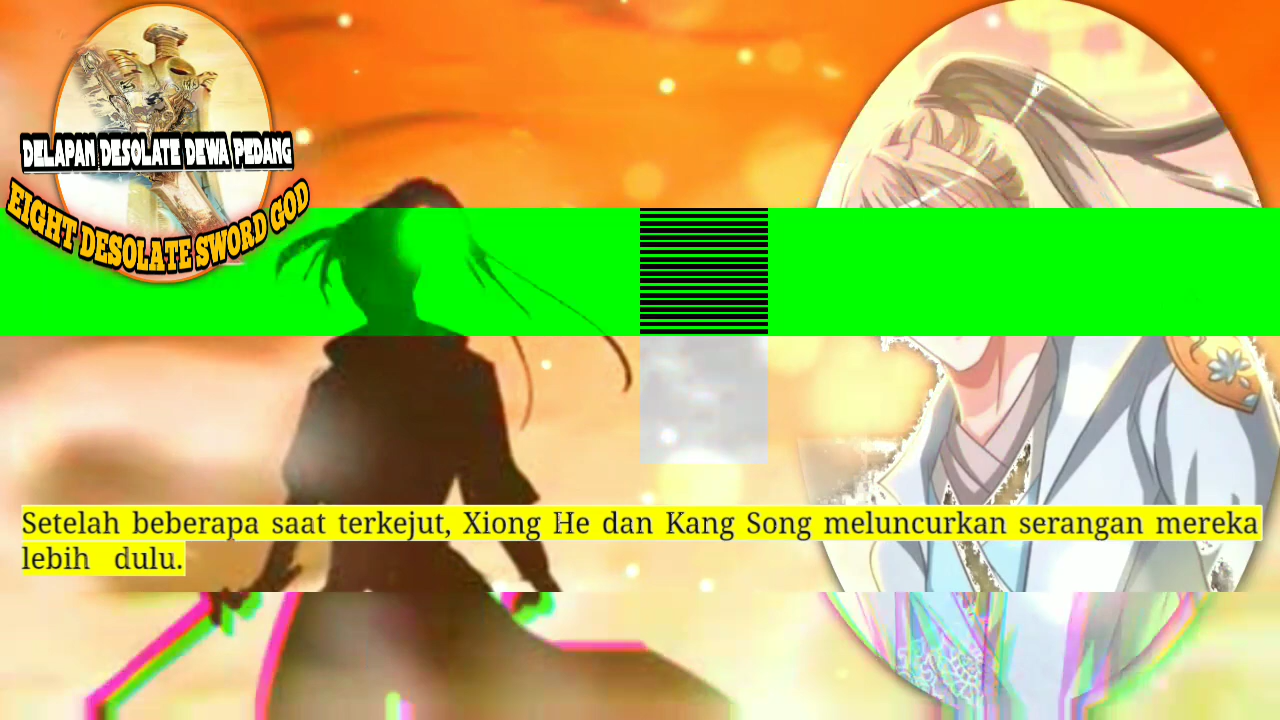 DELAPAN DESOLATE DEWA PEDANG
EIGHT DESOLATE SWORD GOD
Setelah beberapa saat terkejut, Xiong He dan Kang Song meluncurkan serangan mereka
lebih dulu.